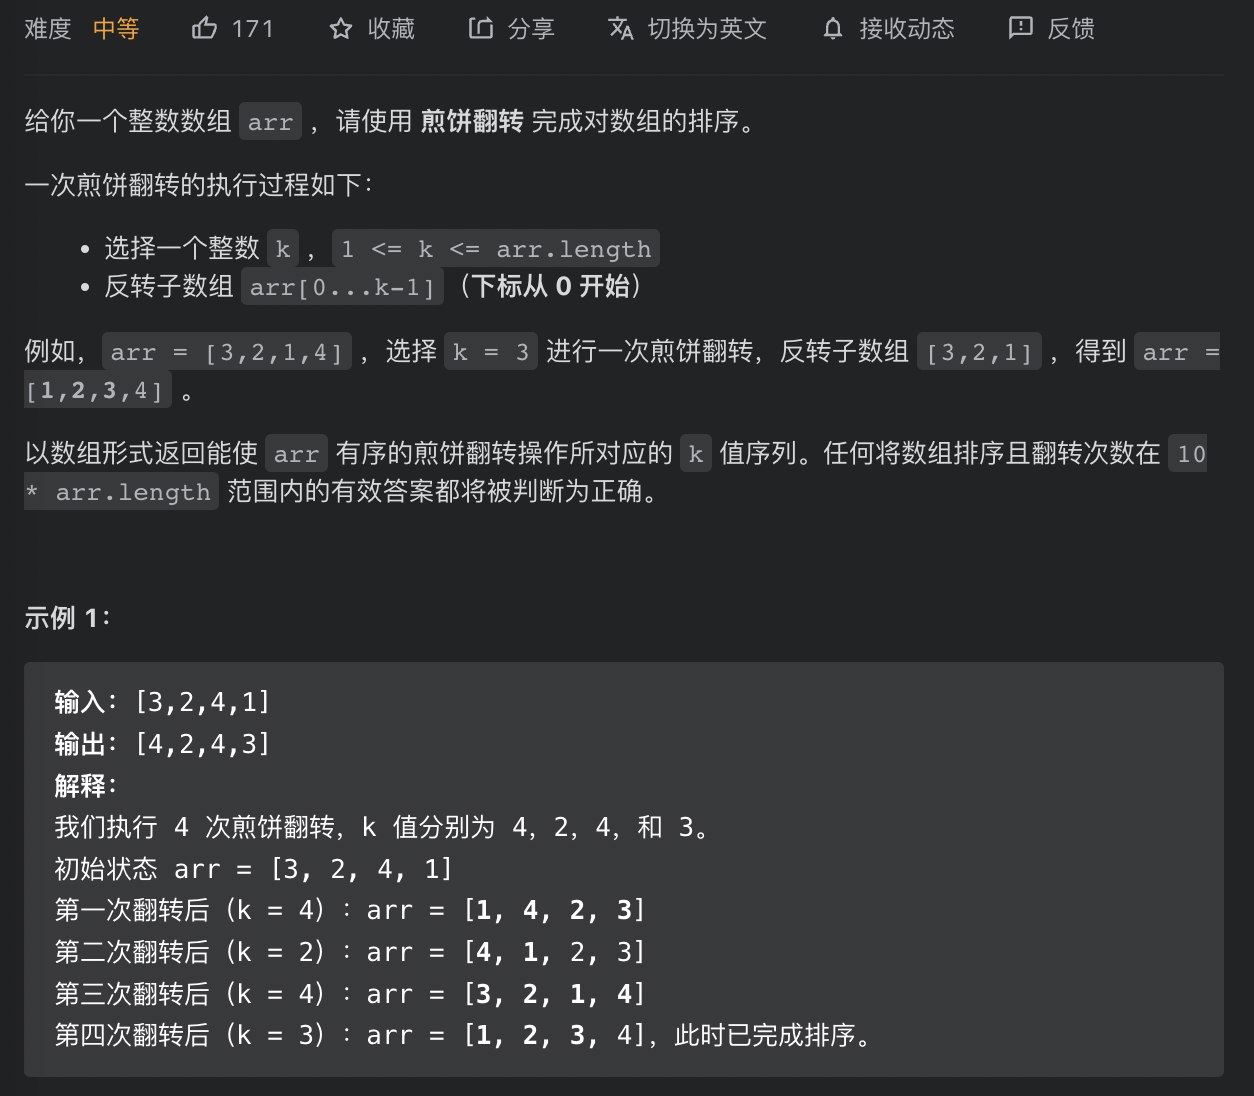 难度 中等 171 收藏 分享 切换为英文 接收动态 反馈
给你一个整数数组 arr ，请使用 煎饼翻转 完成对数组的排序。
一次煎饼翻转的执行过程如下：
• 选择一个整数 k ，1 <= k <= arr.length
• 反转子数组 arr[0...k-1]（下标从 0 开始）
例如，arr = [3,2,1,4] ，选择 k = 3 进行一次煎饼翻转，反转子数组 [3,2,1] ，得到 arr =
[1,2,3,4] 。
以数组形式返回能使 arr 有序的煎饼翻转操作所对应的 k 值序列。任何将数组排序且翻转次数在 10
* arr.length 范围内的有效答案都将被判断为正确。
示例 1：
输入：[3,2,4,1]
输出：[4,2,4,3]
解释：
我们执行 4 次煎饼翻转，k 值分别为 4，2，4，和 3。
初始状态 arr = [3, 2, 4, 1]
第一次翻转后（k = 4）：arr = [1, 4, 2, 3]
第二次翻转后（k = 2）：arr = [4, 1, 2, 3]
第三次翻转后（k = 4）：arr = [3, 2, 1, 4]
第四次翻转后（k = 3）：arr = [1, 2, 3, 4]，此时已完成排序。